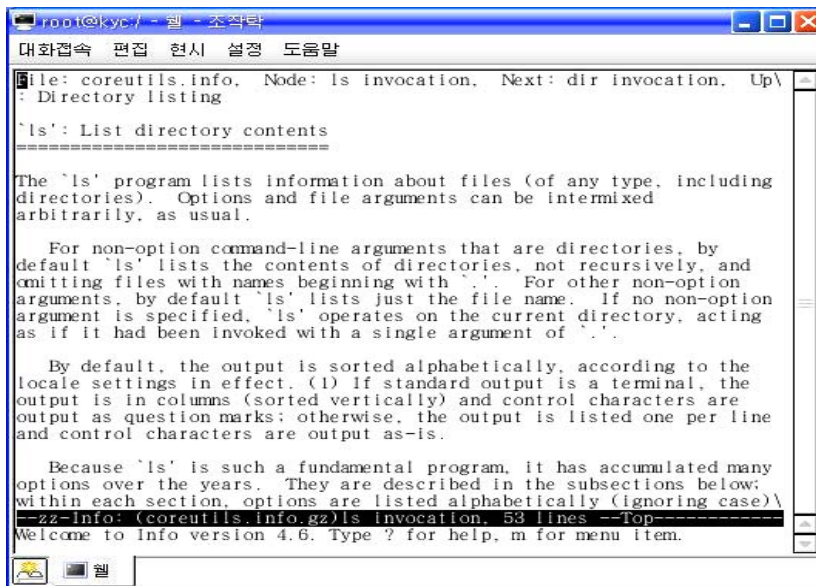 root@kyc:/ - 웰 - 조작탁
대화접속 편집 현시 설정 도움말
File: coreutils.info,  Node: ls invocation,  Next: dir invocation,  Up\
: Directory listing
`ls': List directory contents
=============================
The `ls' program lists information about files (of any type, including
directories).  Options and file arguments can be intermixed
arbitrarily, as usual.
For non-option command-line arguments that are directories, by
default `ls' lists the contents of directories, not recursively, and
omitting files with names beginning with `.'.  For other non-option
arguments, by default `ls' lists just the file name.  If no non-option
argument is specified, `ls' operates on the current directory, acting
as if it had been invoked with a single argument of `.'.
By default, the output is sorted alphabetically, according to the
locale settings in effect. (1) If standard output is a terminal, the
output is in columns (sorted vertically) and control characters are
output as question marks; otherwise, the output is listed one per line
and control characters are output as-is.
Because `ls' is such a fundamental program, it has accumulated many
options over the years.  They are described in the subsections below;
within each section, options are listed alphabetically (ignoring case)\
--zz-Info: (coreutils.info.gz)ls invocation, 53 lines --Top------------
Welcome to Info version 4.6. Type ? for help, m for menu item.
웰